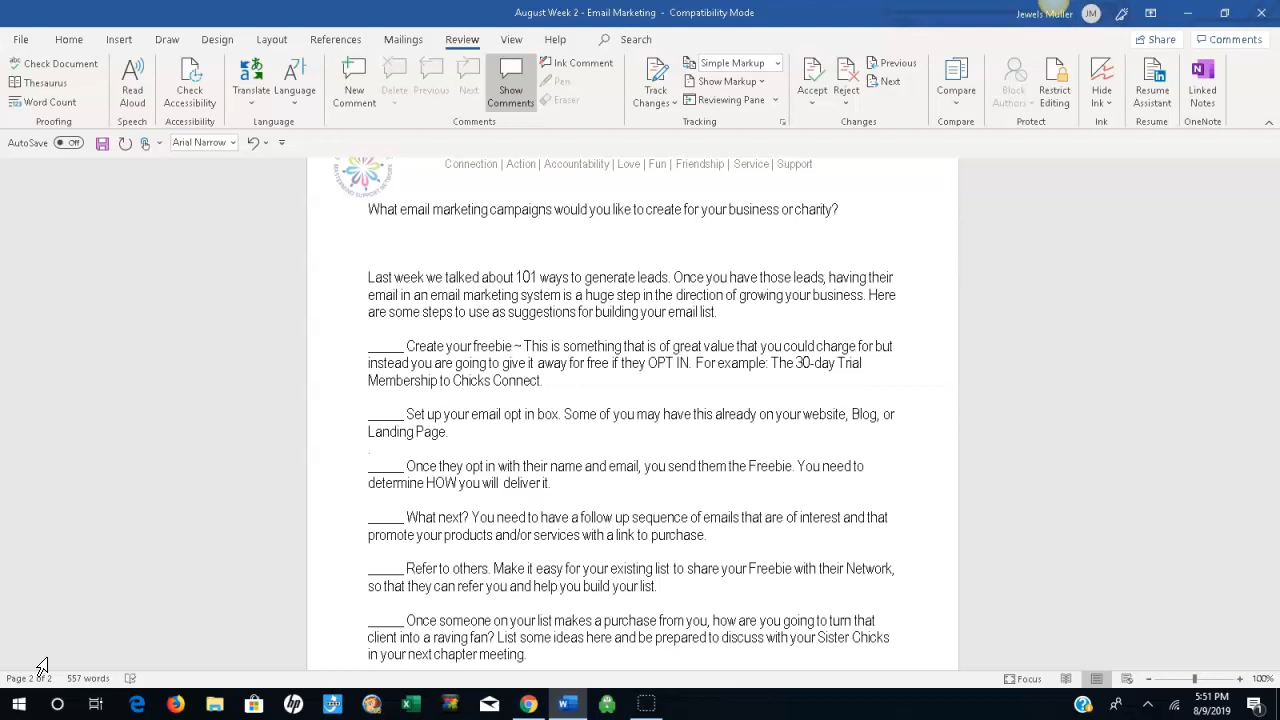 August Week 2 - Email Marketing - Compatibility Mode
Jewels Muller JM
File Home Insert Draw Design Layout References Mailings Review View Help Search Share Comments
Check Document
Thesaurus
Word Count
Proofing
Read Aloud
Speech
Check Accessibility
Accessibility
Translate Language
Language
New Comment
Delete Previous Next
Show Comments
Ink Comment
Pen
Eraser
Comments
Track Changes
Simple Markup
Show Markup
Reviewing Pane
Tracking
Accept Reject
Previous
Next
Changes
Compare
Compare
Block Authors
Restrict Editing
Protect
Hide Ink
Ink
Resume Assistant
Resume
Linked Notes
OneNote
AutoSave Off Arial Narrow
Connection | Action | Accountability | Love | Fun | Friendship | Service | Support
What email marketing campaigns would you like to create for your business or charity?
Last week we talked about 101 ways to generate leads. Once you have those leads, having their
email in an email marketing system is a huge step in the direction of growing your business. Here
are some steps to use as suggestions for building your email list.
_____ Create your freebie ~ This is something that is of great value that you could charge for but
instead you are going to give it away for free if they OPT IN. For example: The 30-day Trial
Membership to Chicks Connect.
_____ Set up your email opt in box. Some of you may have this already on your website, Blog, or
Landing Page.
.
_____ Once they opt in with their name and email, you send them the Freebie. You need to
determine HOW you will deliver it.
_____ What next? You need to have a follow up sequence of emails that are of interest and that
promote your products and/or services with a link to purchase.
_____ Refer to others. Make it easy for your existing list to share your Freebie with their Network,
so that they can refer you and help you build your list.
_____ Once someone on your list makes a purchase from you, how are you going to turn that
client into a raving fan? List some ideas here and be prepared to discuss with your Sister Chicks
in your next chapter meeting.
Page 2 of 2 557 words Focus 100%
5:51 PM
8/9/2019